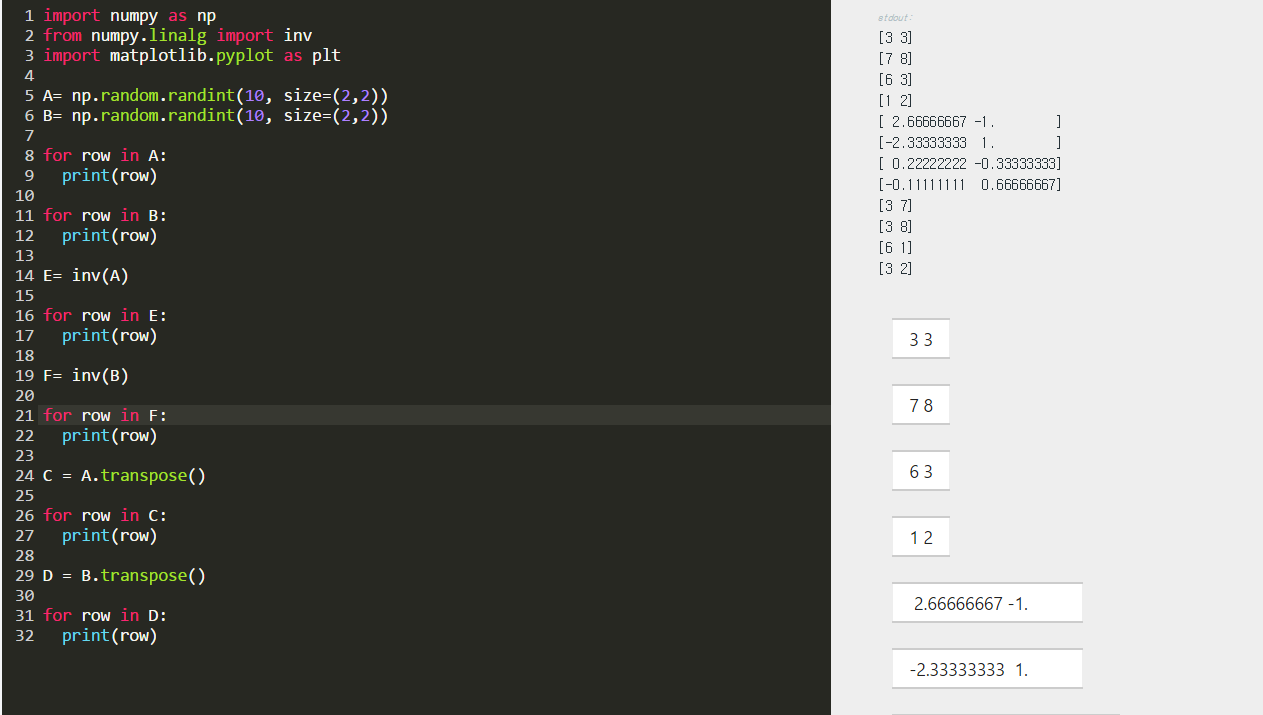 1 import numpy as np
2 from numpy.linalg import inv
3 import matplotlib.pyplot as plt
4
5 A= np.random.randint(10, size=(2,2))
6 B= np.random.randint(10, size=(2,2))
7
8 for row in A:
9   print(row)
10
11 for row in B:
12   print(row)
13
14 E= inv(A)
15
16 for row in E:
17   print(row)
18
19 F= inv(B)
20
21 for row in F:
22   print(row)
23
24 C = A.transpose()
25
26 for row in C:
27   print(row)
28
29 D = B.transpose()
30
31 for row in D:
32   print(row)
stdout:
[3 3]
[7 8]
[6 3]
[1 2]
[ 2.66666667 -1.        ]
[-2.33333333  1.        ]
[ 0.22222222 -0.33333333]
[-0.11111111  0.66666667]
[3 7]
[3 8]
[6 1]
[3 2]
3 3
7 8
6 3
1 2
2.66666667 -1.
-2.33333333  1.